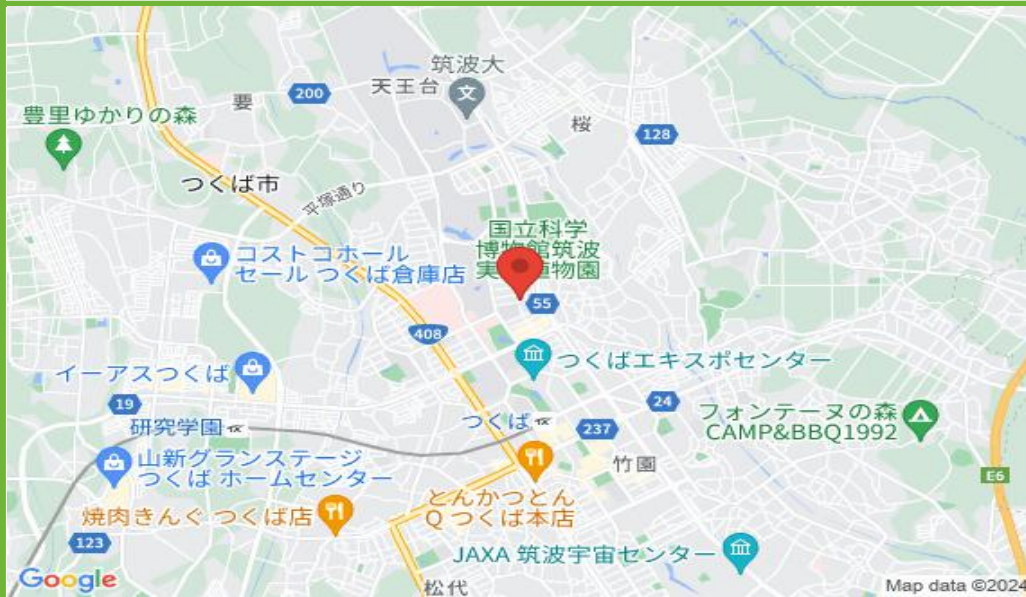 筑波大
天王台
要
200
豊里ゆかりの森
桜
128
つくば市
平塚通り
国立科学
博物館筑波
実 植物園
コストコホール
セール つくば倉庫店
55
408
つくばエキスポセンター
イーアスつくば
19
24
フォンテーヌの森
CAMP&BBQ1992
つくば
237
研究学園
山新グランステージ
つくば ホームセンター
竹園
E6
とんかつとん
Q つくば本店
焼肉きんぐ つくば店
123
JAXA 筑波宇宙センター
Google
松代
Map data ©2024